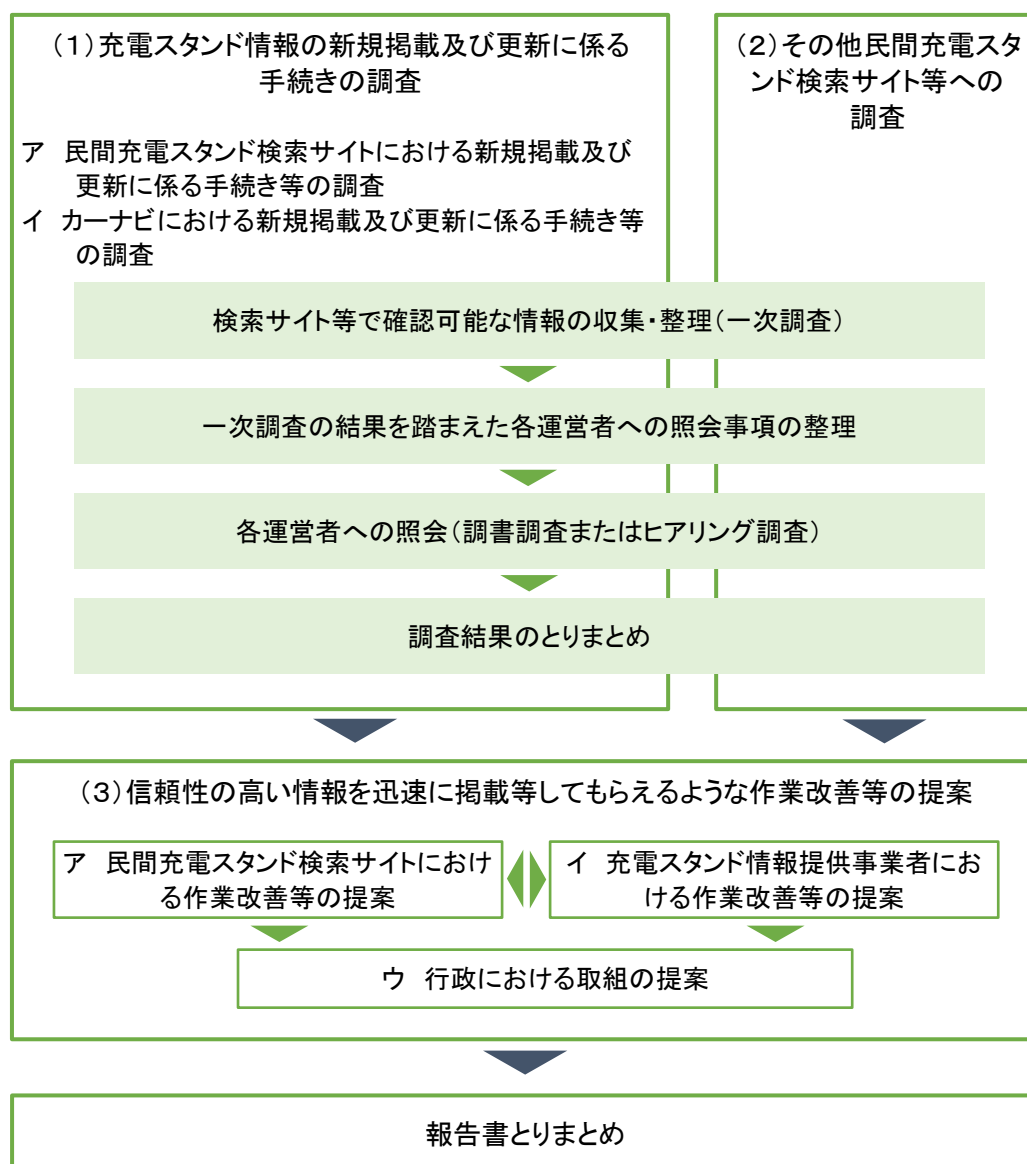 (1)充電スタンド情報の新規掲載及び更新に係る
手続きの調査
ア 民間充電スタンド検索サイトにおける新規掲載及び
更新に係る手続き等の調査
イ カーナビにおける新規掲載及び更新に係る手続き等
の調査
(2)その他民間充電スタ
ンド検索サイト等への
調査
検索サイト等で確認可能な情報の収集・整理(一次調査)
一次調査の結果を踏まえた各運営者への照会事項の整理
各運営者への照会(調書調査またはヒアリング調査)
調査結果のとりまとめ
(3)信頼性の高い情報を迅速に掲載等してもらえるような作業改善等の提案
ア 民間充電スタンド検索サイトにおけ
る作業改善等の提案
イ 充電スタンド情報提供事業者にお
ける作業改善等の提案
ウ 行政における取組の提案
報告書とりまとめ